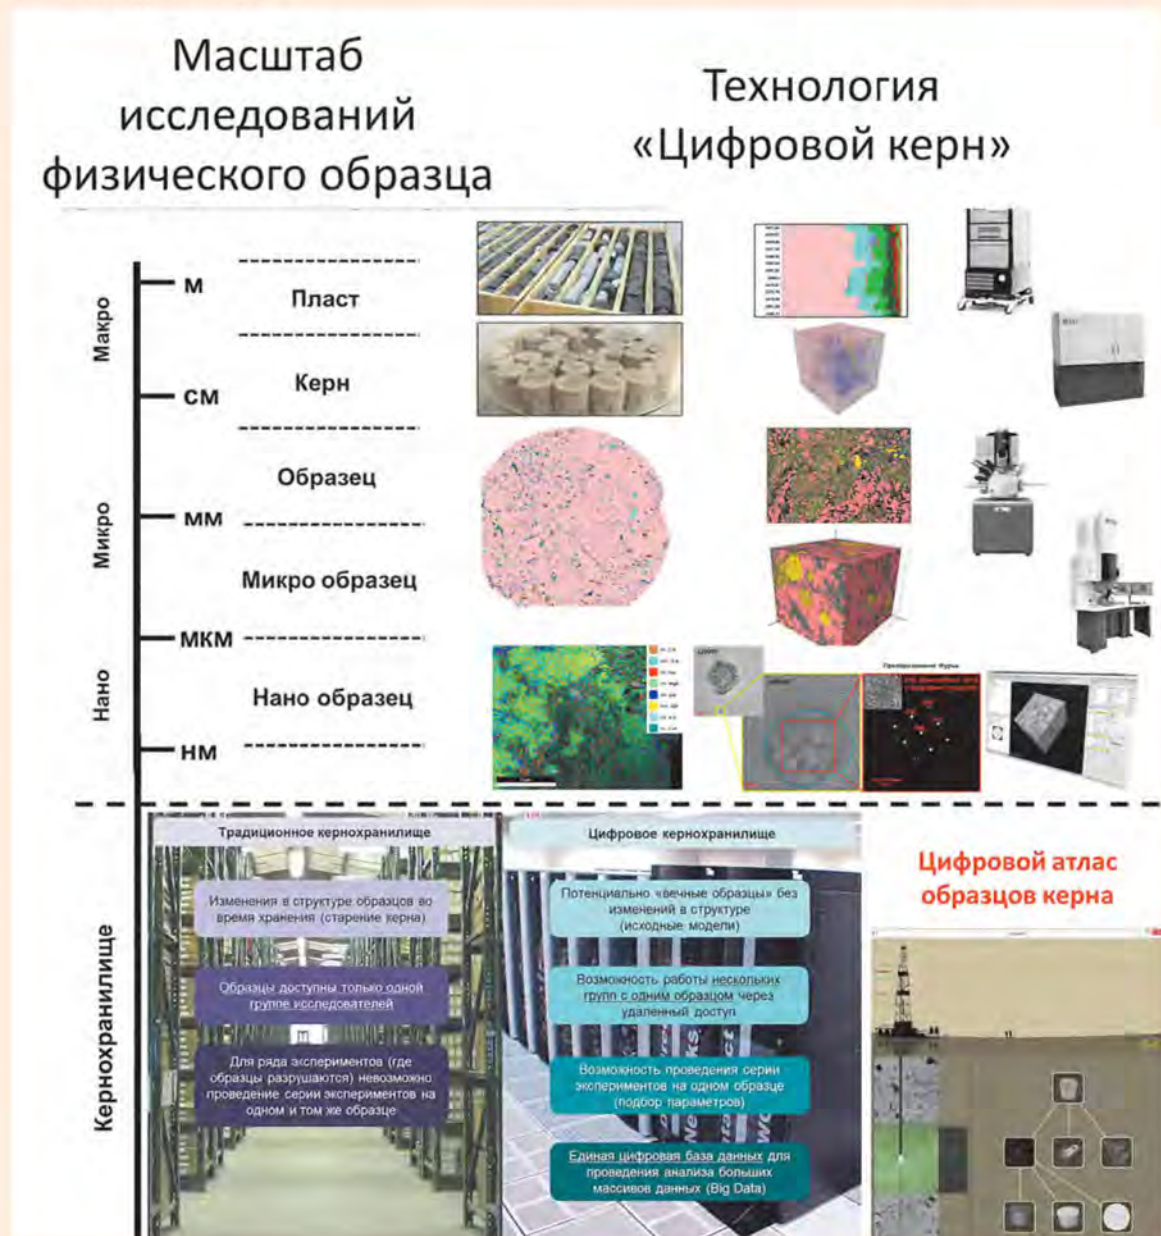 Масштаб
исследований
физического образца
Технология
«Цифровой керн»
Макро
Микро
Нано
м
см
мм
мкм
нм
Пласт
Керн
Образец
Микро образец
Нано образец
Кернохранилище
Традиционное кернохранилище
Изменения в структуре образцов во
время хранения (старение керна)
Образцы доступны только одной
группе исследователей
Для ряда экспериментов (где
образцы разрушаются) невозможно
проведение серии экспериментов на
одном и том же образце
Цифровое кернохранилище
Потенциально «вечные образцы» без
изменений в структуре
(исходные модели)
Возможность работы нескольких
групп с одним образцом через
удаленный доступ
Возможность проведения серии
экспериментов на одном образце
(подбор параметров)
Единая цифровая база данных для
проведения анализа больших
массивов данных (Big Data)
Цифровой атлас
образцов керна